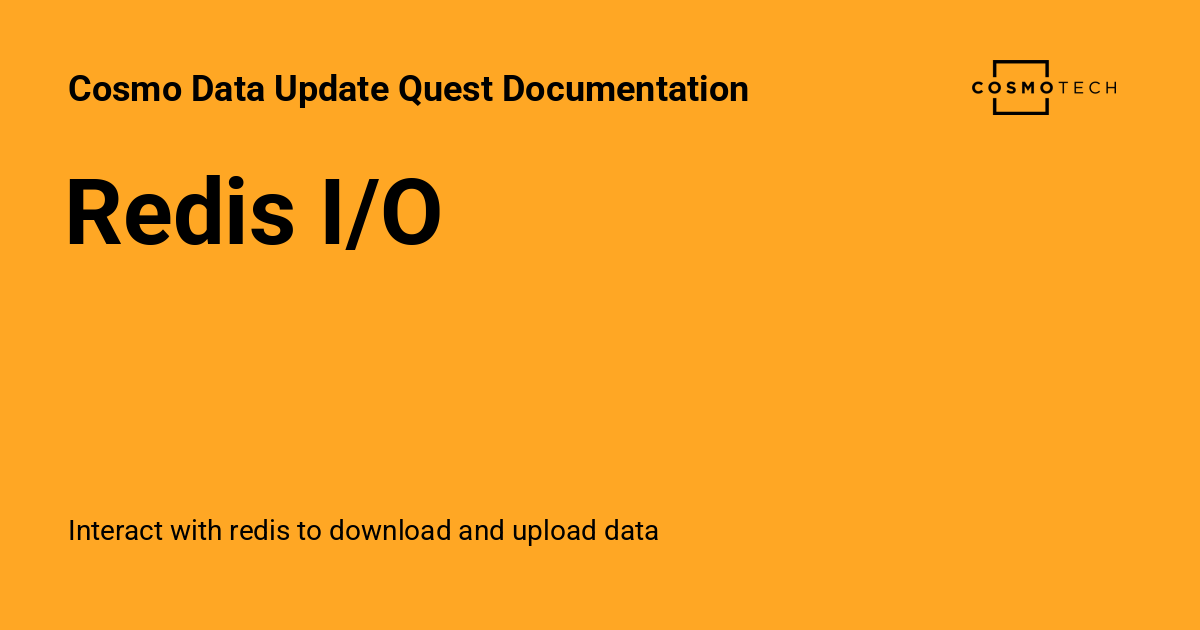 Cosmo Data Update Quest Documentation
COSMOTECH
Redis I/O
Interact with redis to download and upload data